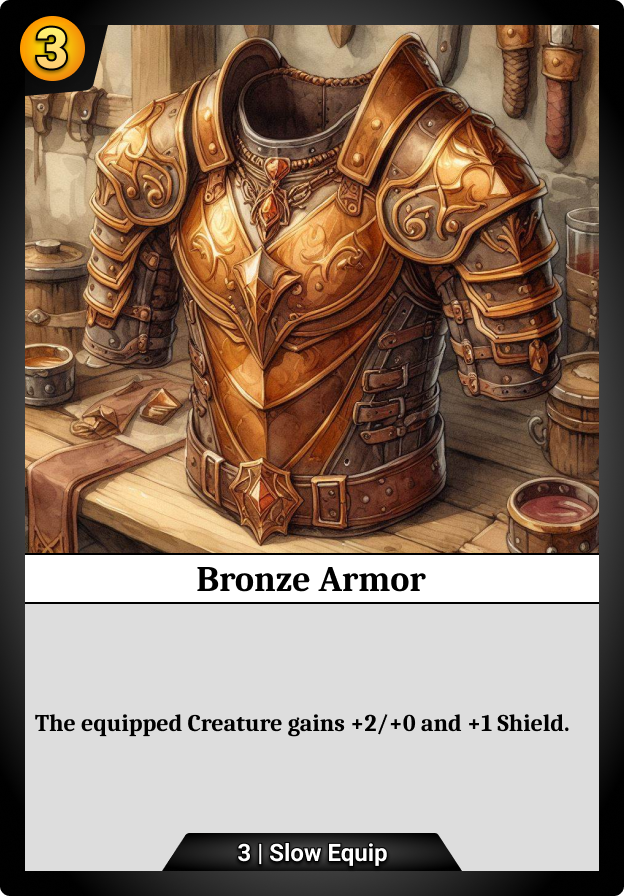 3
Bronze Armor
The equipped Creature gains +2/+0 and +1 Shield.
3 | Slow Equip